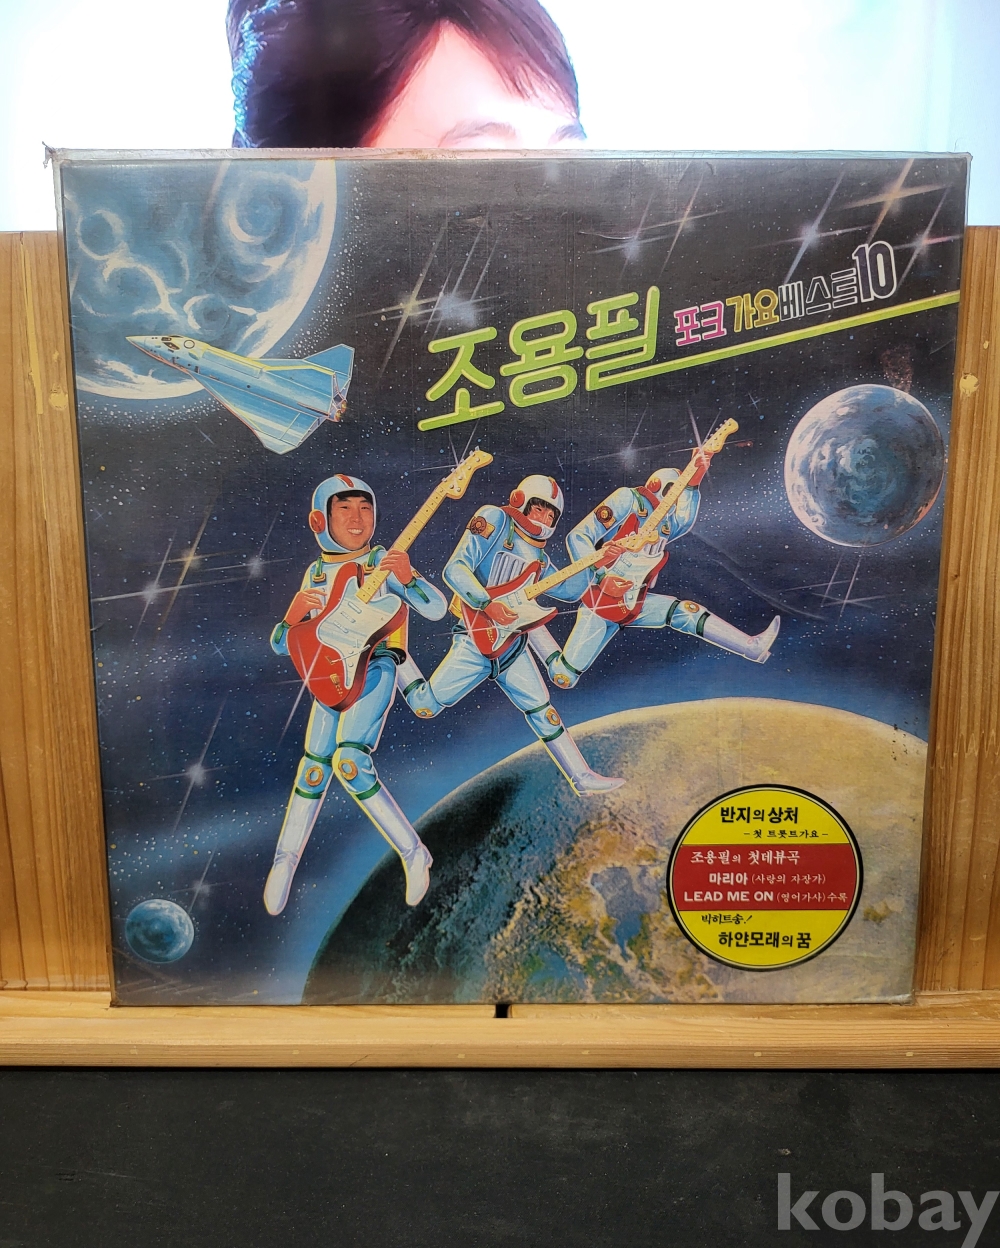 조용필 포크가요베스트10
반지의상처
- 첫 트롯트가요 -
조용필의 첫데뷰곡
마리아 (사랑의 자장가)
LEAD ME ON (영어가사) 수록
빅히트송!
하얀모래의꿈
kobay